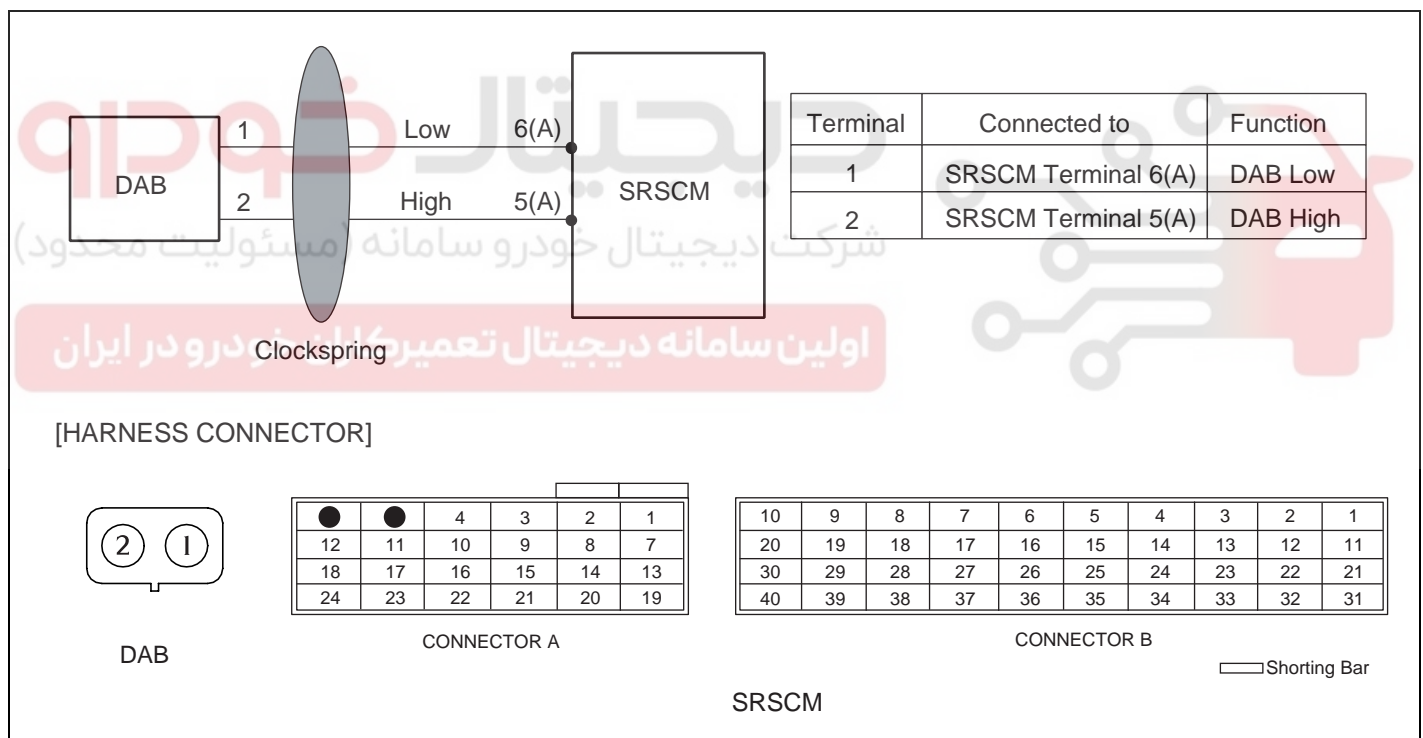 DAB
1
Low
6(A)
2
High
5(A)
SRSCM
Clockspring
Terminal Connected to Function
1 SRSCM Terminal 6(A) DAB Low
2 SRSCM Terminal 5(A) DAB High
دیجیتال خودرو
شرکت دیجیتال خودرو سامانه (مسئولیت محدود)
اولین سامانه دیجیتال تعمیرکاران خودرو در ایران
[HARNESS CONNECTOR]
2 1
DAB
4 3 2 1
12 11 10 9 8 7
18 17 16 15 14 13
24 23 22 21 20 19
CONNECTOR A
10 9 8 7 6 5 4 3 2 1
20 19 18 17 16 15 14 13 12 11
30 29 28 27 26 25 24 23 22 21
40 39 38 37 36 35 34 33 32 31
CONNECTOR B
Shorting Bar
SRSCM